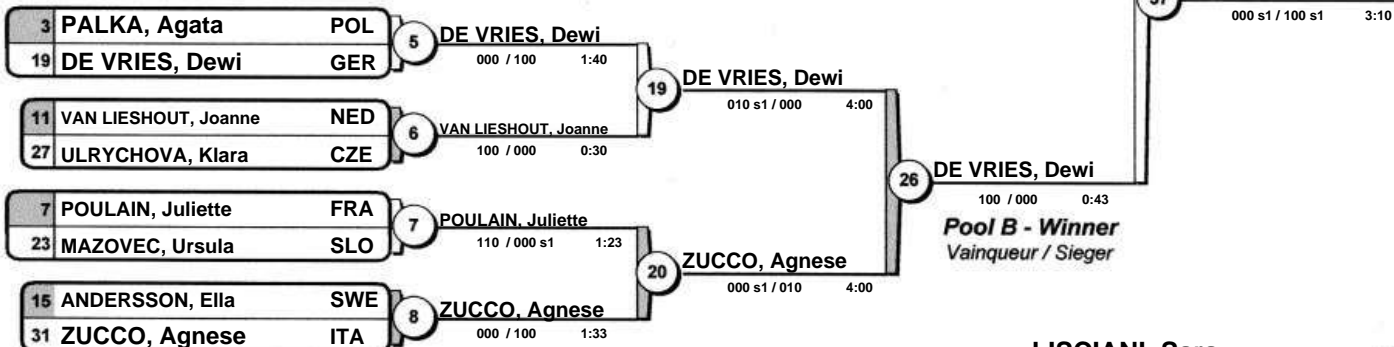 37
000 s1 / 100 s1 3:10
3 PALKA, Agata POL
19 DE VRIES, Dewi GER
5
DE VRIES, Dewi
000 / 100 1:40
11 VAN LIESHOUT, Joanne NED
27 ULRYCHOVA, Klara CZE
6
VAN LIESHOUT, Joanne
100 / 000 0:30
19
DE VRIES, Dewi
010 s1 / 000 4:00
7 POULAIN, Juliette FRA
23 MAZOVEC, Ursula SLO
7
POULAIN, Juliette
110 / 000 s1 1:23
15 ANDERSSON, Ella SWE
31 ZUCCO, Agnese ITA
8
ZUCCO, Agnese
000 / 100 1:33
20
ZUCCO, Agnese
000 s1 / 010 4:00
26
DE VRIES, Dewi
100 / 000 0:43
Pool B - Winner
Vainqueur / Sieger
LISCIANI, Sara